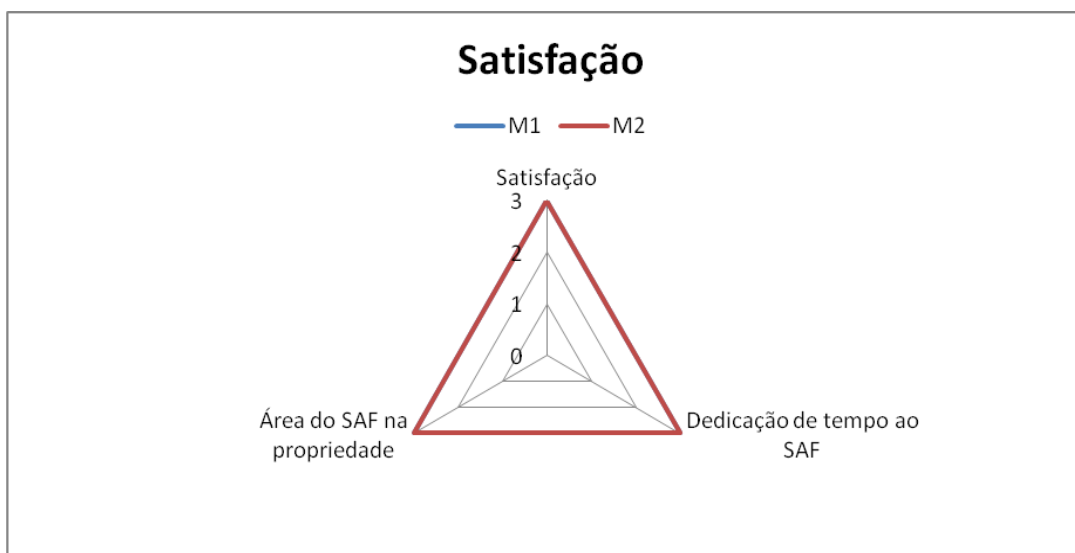 Satisfação
M1 M2
Satisfação
3
2
1
0
Área do SAF na
propriedade
Dedicação de tempo ao
SAF